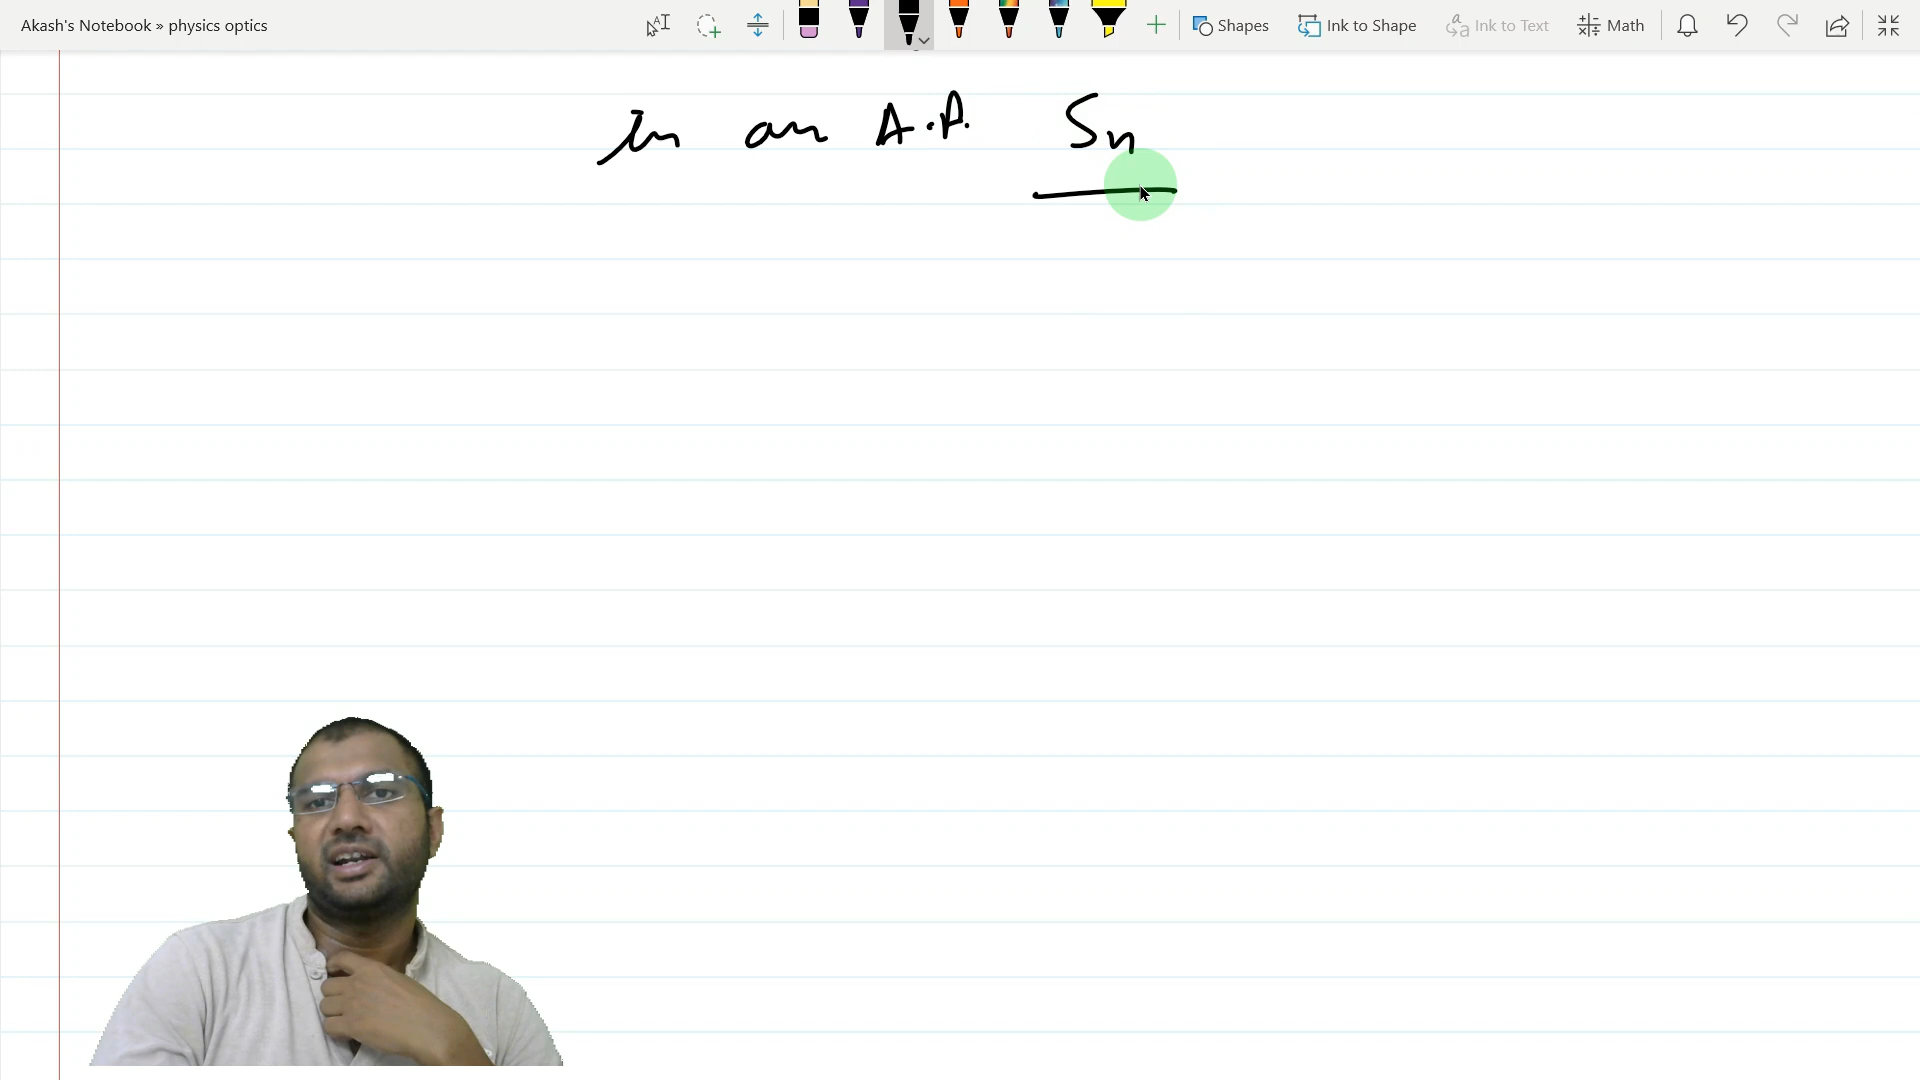 Akash's Notebook » physics optics
Shapes Ink to Shape Ink to Text Math
in an A.P. Sn